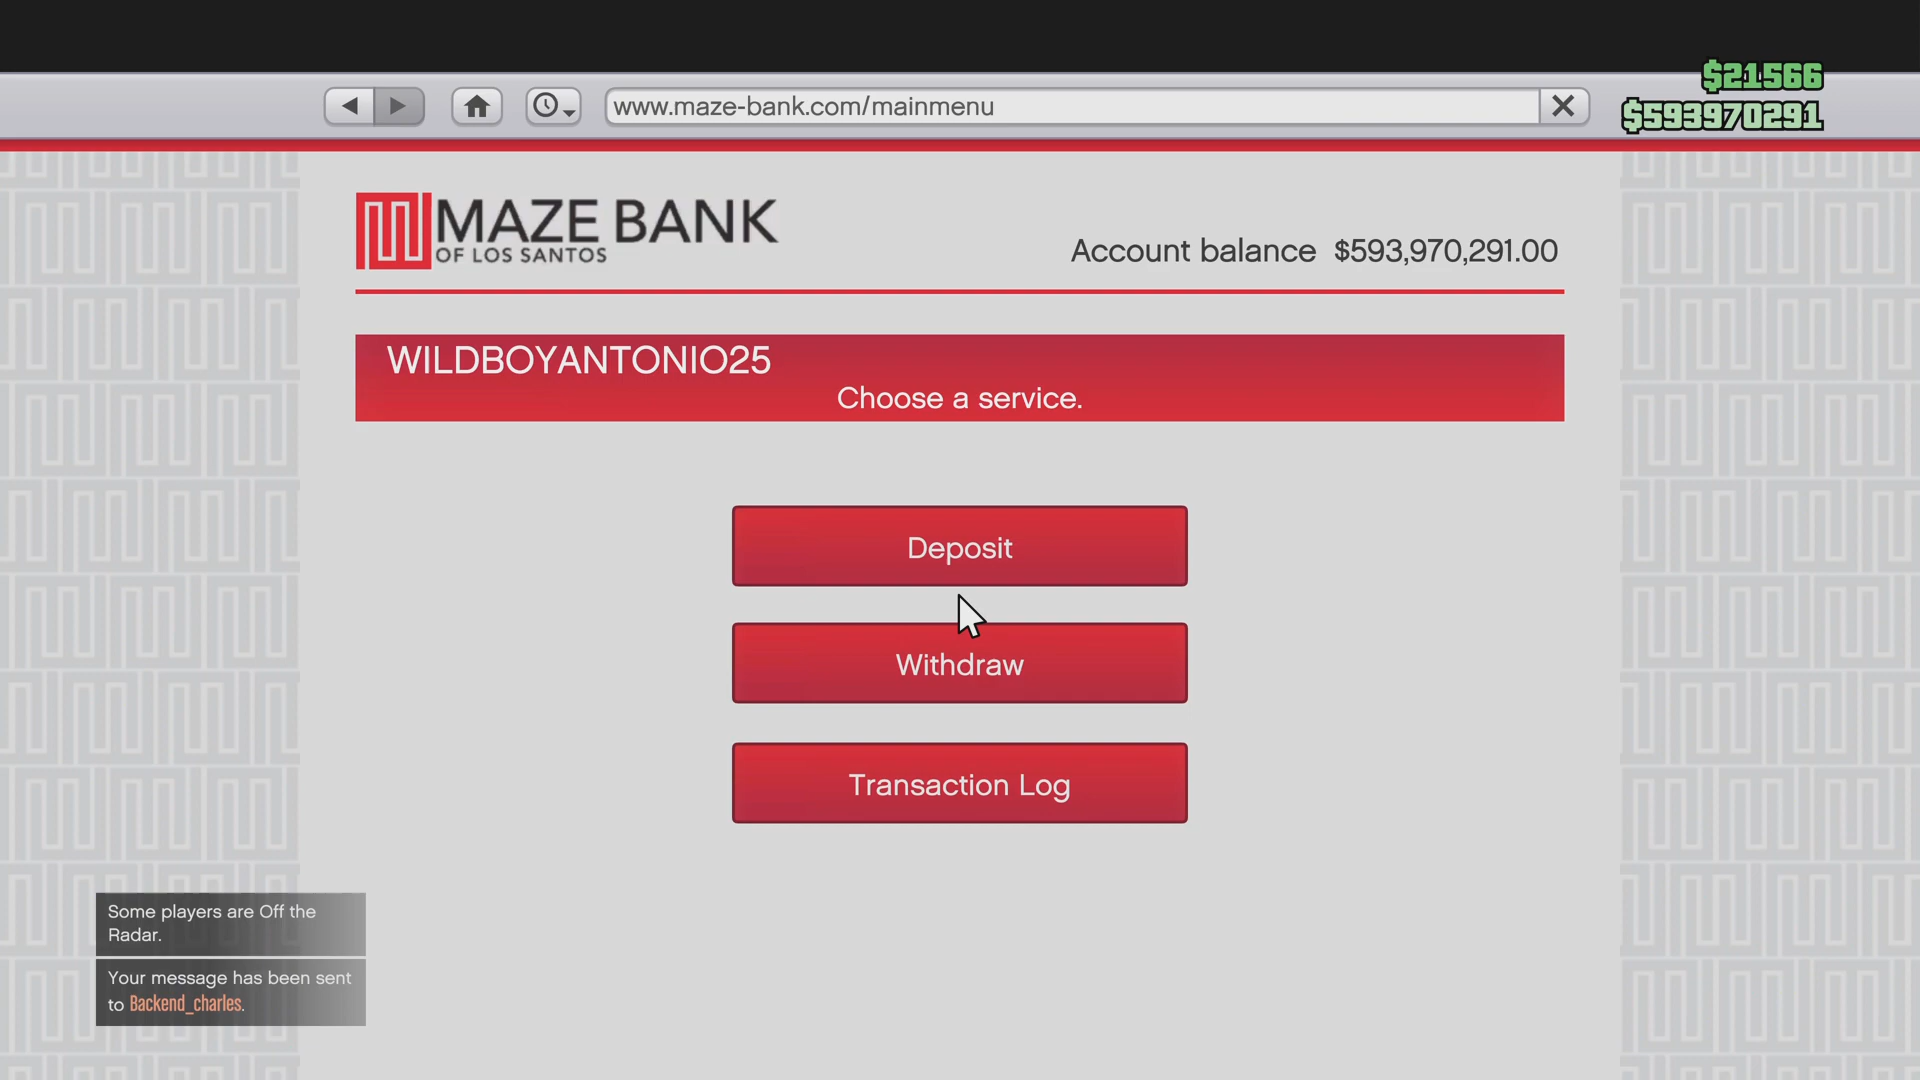 $21566
www.maze-bank.com/mainmenu
$593970291
MAZE BANK
OF LOS SANTOS
Account balance $593,970,291.00
WILDBOYANTONIO25
Choose a service.
Deposit
Withdraw
Transaction Log
Some players are Off the
Radar.
Your message has been sent
to Backend_charles.